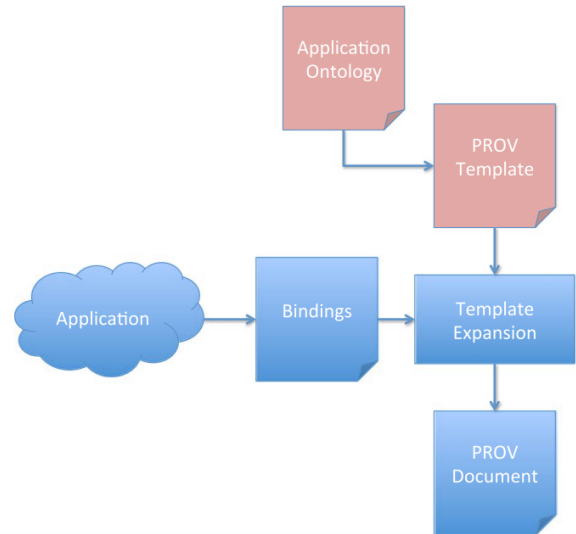 Application
Ontology
PROV
Template
Application
Bindings
Template
Expansion
PROV
Document